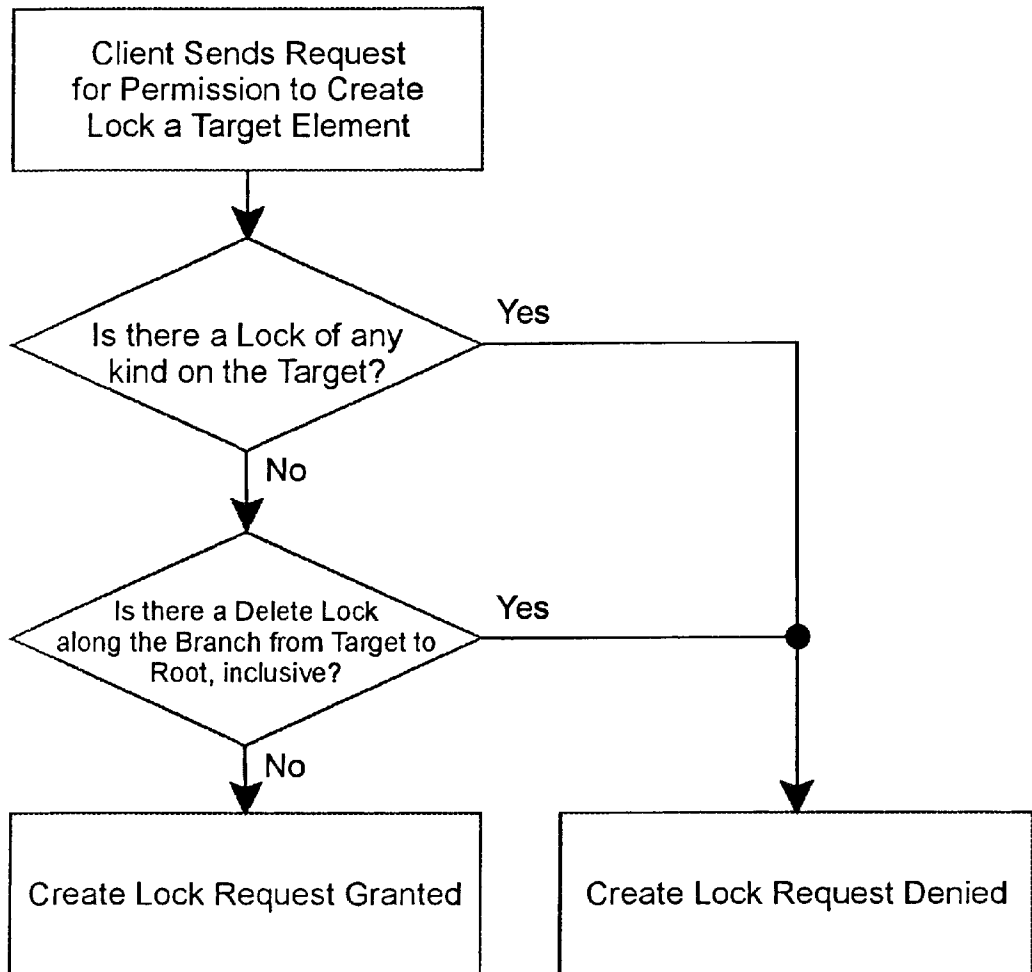 Client Sends Request
for Permission to Create
Lock a Target Element
Is there a Lock of any
kind on the Target?
Yes
No
Is there a Delete Lock
along the Branch from Target to
Root, inclusive?
Yes
No
Create Lock Request Granted
Create Lock Request Denied